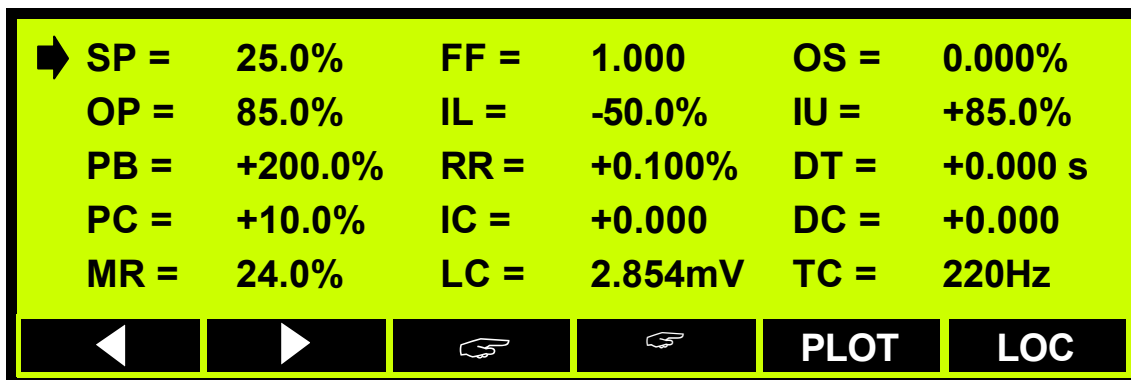 SP = 25.0% FF = 1.000 OS = 0.000%
OP = 85.0% IL = -50.0% IU = +85.0%
PB = +200.0% RR = +0.100% DT = +0.000 s
PC = +10.0% IC = +0.000 DC = +0.000
MR = 24.0% LC = 2.854mV TC = 220Hz
PLOT LOC